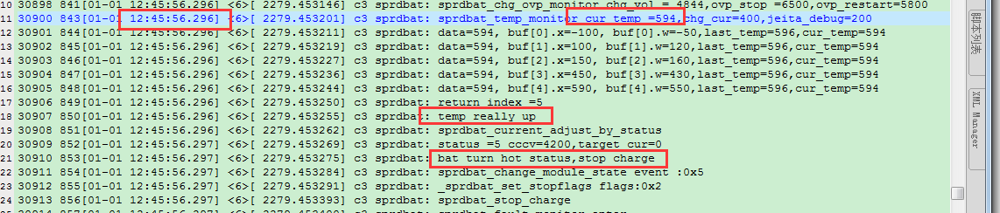 10 30898 841[01-01 12:45:56.296] <6>[ 2279.453196] c3 sprdbat: sprdbat_chg_ovp_monitor chg_vol = 4844,ovp_stop =6500,ovp_restart=5800
30900 843[01-01 12:45:56.296] <6>[ 2279.453201] c3 sprdbat: sprdbat_temp_monitor cur temp =594,chg_cur=400,jeita_debug=200
12 30901 844[01-01 12:45:56.296] <6>[ 2279.453211] c3 sprdbat: data=594, buf[0].x=-100, buf[0].w=-50,last_temp=596,cur_temp=594
13 30902 845[01-01 12:45:56.296] <6>[ 2279.453219] c3 sprdbat: data=594, buf[1].x=100, buf[1].w=120,last_temp=596,cur_temp=594
14 30903 846[01-01 12:45:56.296] <6>[ 2279.453227] c3 sprdbat: data=594, buf[2].x=150, buf[2].w=160,last_temp=596,cur_temp=594
15 30904 847[01-01 12:45:56.296] <6>[ 2279.453236] c3 sprdbat: data=594, buf[3].x=450, buf[3].w=430,last_temp=596,cur_temp=594
16 30905 848[01-01 12:45:56.296] <6>[ 2279.453244] c3 sprdbat: data=594, buf[4].x=590, buf[4].w=550,last_temp=596,cur_temp=594
17 30906 849[01-01 12:45:56.296] <6>[ 2279.453250] c3 sprdbat: return index =5
18 30907 850[01-01 12:45:56.296] <6>[ 2279.453255] c3 sprdbat: temp really up
19 30908 851[01-01 12:45:56.296] <6>[ 2279.453262] c3 sprdbat: sprdbat_current_adjust_by_status
20 30909 852[01-01 12:45:56.296] <6>[ 2279.453269] c3 sprdbat: status =5 cccv=4200,target cur=0
21 30910 853[01-01 12:45:56.296] <6>[ 2279.453275] c3 sprdbat: bat turn hot status,stop charge
22 30911 854[01-01 12:45:56.297] <6>[ 2279.453284] c3 sprdbat: sprdbat_change_module_state event :0x5
23 30912 855[01-01 12:45:56.297] <6>[ 2279.453291] c3 sprdbat: _sprdbat_set_stopflags flags:0x2
24 30913 856[01-01 12:45:56.297] <6>[ 2279.453393] c3 sprdbat: sprdbat_stop_charge
脚本列表
XML Manager